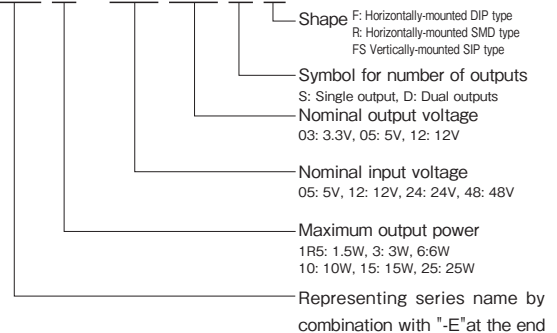 Shape F: Horizontally-mounted DIP type
R: Horizontally-mounted SMD type
FS Vertically-mounted SIP type
Symbol for number of outputs
S: Single output, D: Dual outputs
Nominal output voltage
03: 3.3V, 05: 5V, 12: 12V
Nominal input voltage
05: 5V, 12: 12V, 24: 24V, 48: 48V
Maximum output power
1R5: 1.5W, 3: 3W, 6:6W
10: 10W, 15: 15W, 25: 25W
Representing series name by
combination with "-E"at the end